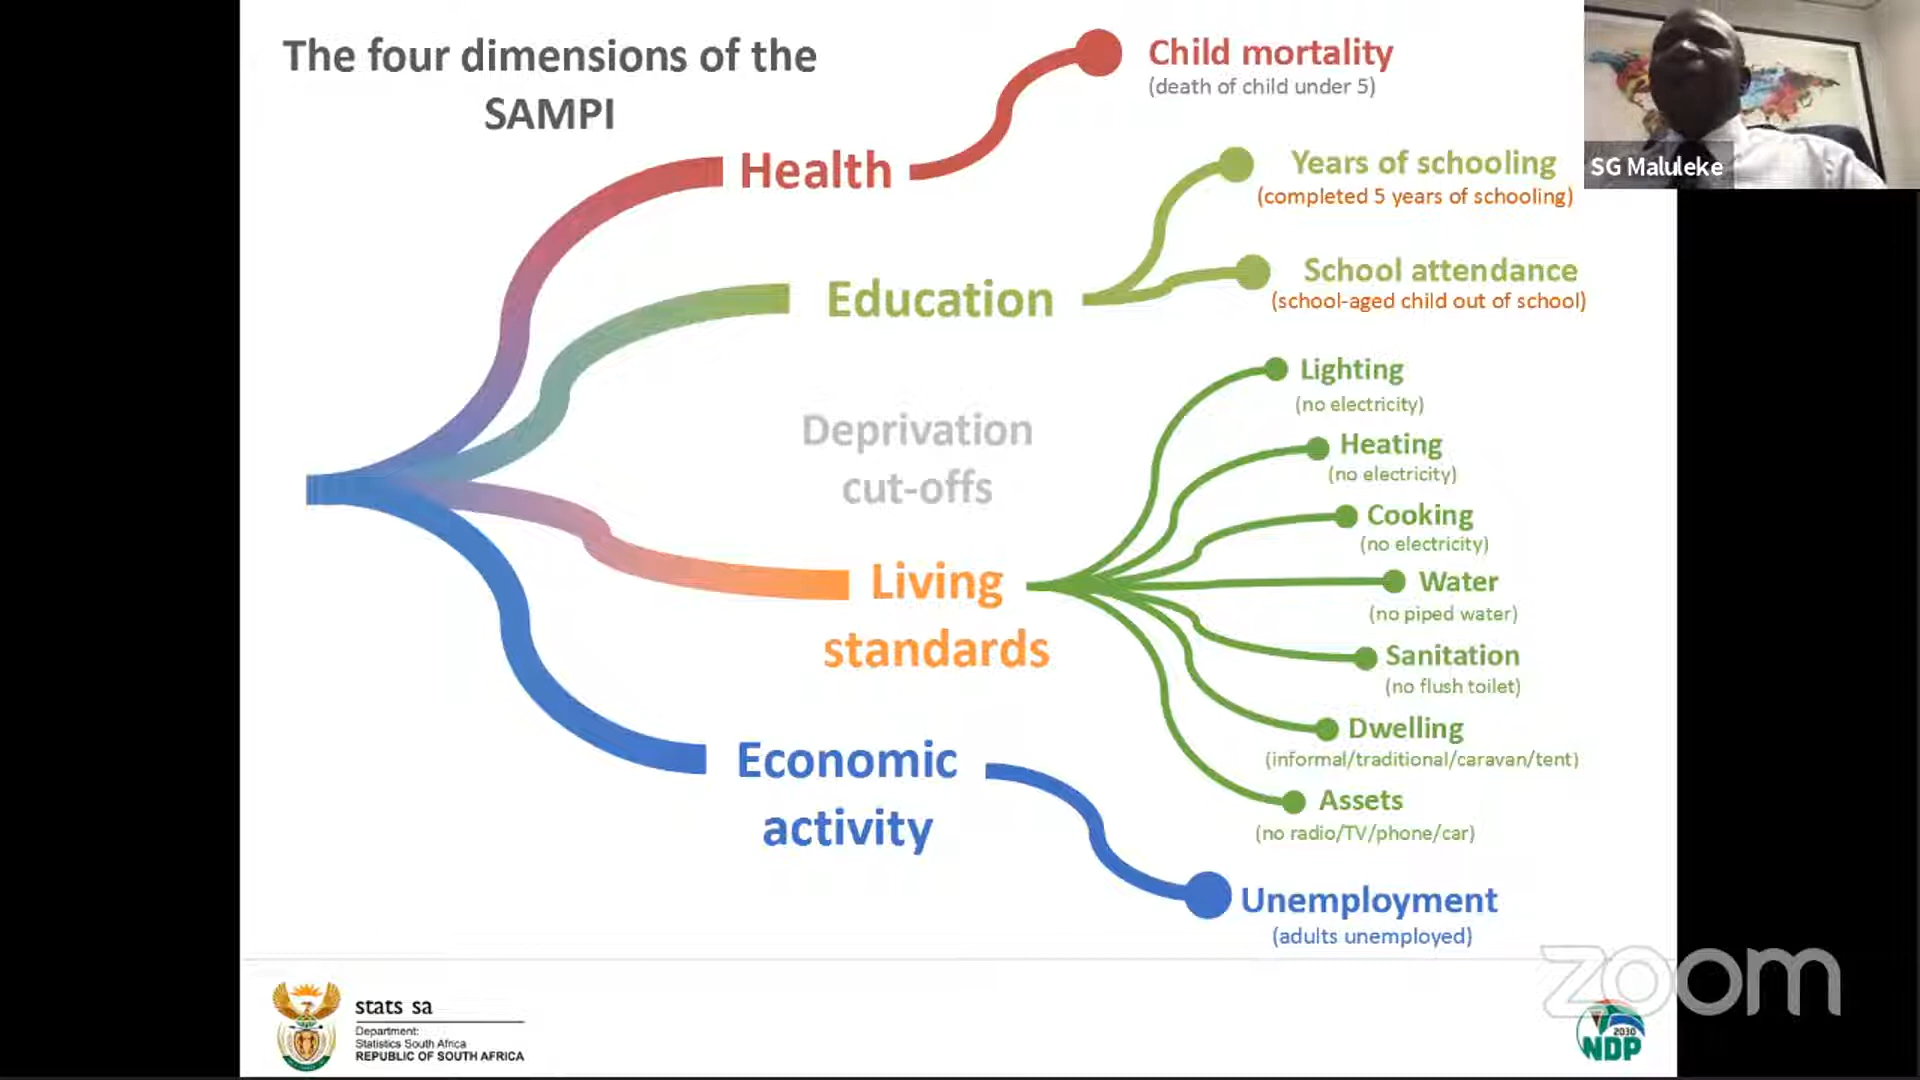 The four dimensions of the
SAMPI
Health
Child mortality
(death of child under 5)
SG Maluleke
Education
Years of schooling
(completed 5 years of schooling)
School attendance
(school-aged child out of school)
Deprivation
cut-offs
Living
standards
Lighting
(no electricity)
Heating
(no electricity)
Cooking
(no electricity)
Water
(no piped water)
Sanitation
(no flush toilet)
Dwelling
(informal/traditional/caravan/tent)
Assets
(no radio/TV/phone/car)
Economic
activity
Unemployment
(adults unemployed)
zoom
stats sa
Department:
Statistics South Africa
REPUBLIC OF SOUTH AFRICA
2030
NDP